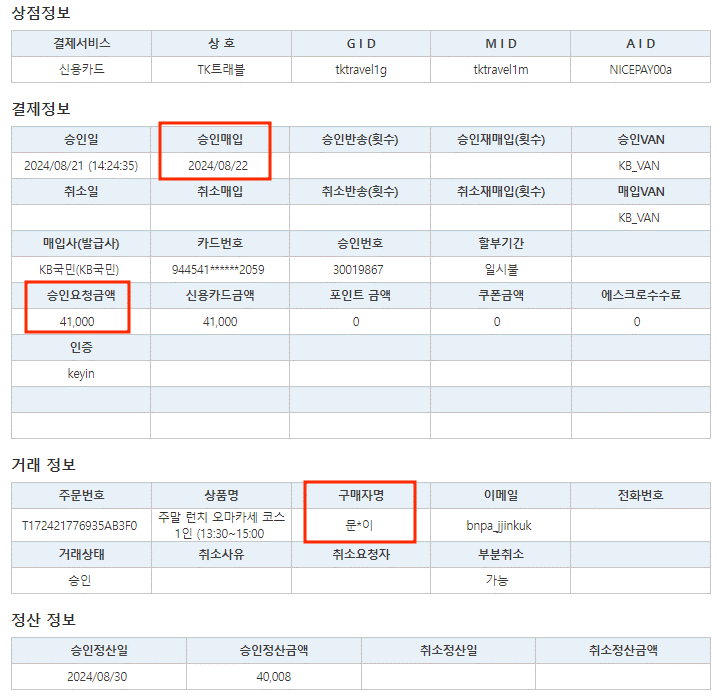 상점정보
결제서비스 상 호 G I D M I D A I D
신용카드 TK트래블 tktravel1g tktravel1m NICEPAY00a
결제정보
승인일 승인매입 승인반송(횟수) 승인재매입(횟수) 승인VAN
2024/08/21 (14:24:35) 2024/08/22 KB_VAN
취소일 취소매입 취소반송(횟수) 취소재매입(횟수) 매입VAN
KB_VAN
매입사(발급사) 카드번호 승인번호 할부기간
KB국민(KB국민) 944541******2059 30019867 일시불
승인요청금액 신용카드금액 포인트 금액 쿠폰금액 에스크로수수료
41,000 41,000 0 0 0
인증
keyin
거래 정보
주문번호 상품명 구매자명 이메일 전화번호
T172421776935AB3F0 주말 런치 오마카세 코스 문*이 bnpa_jjinkuk
1인 (13:30~15:00
거래상태 취소사유 취소요청자 부분취소
승인 가능
정산 정보
승인정산일 승인정산금액 취소정산일 취소정산금액
2024/08/30 40,008